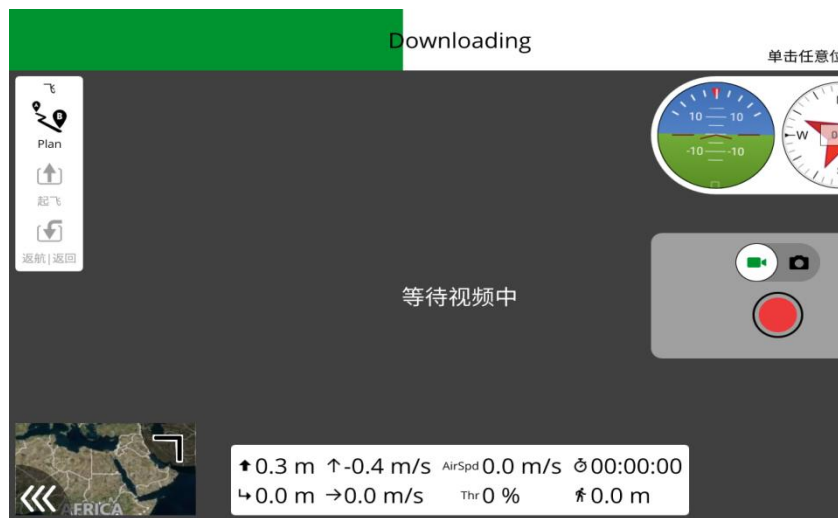 Downloading
单击任意位
飞
Plan
起飞
返航|返回
10 10
-10 -10
W
等待视频中
AFRICA
0.3 m -0.4 m/s AirSpd 0.0 m/s 00:00:00
0.0 m 0.0 m/s Thr 0 % 0.0 m